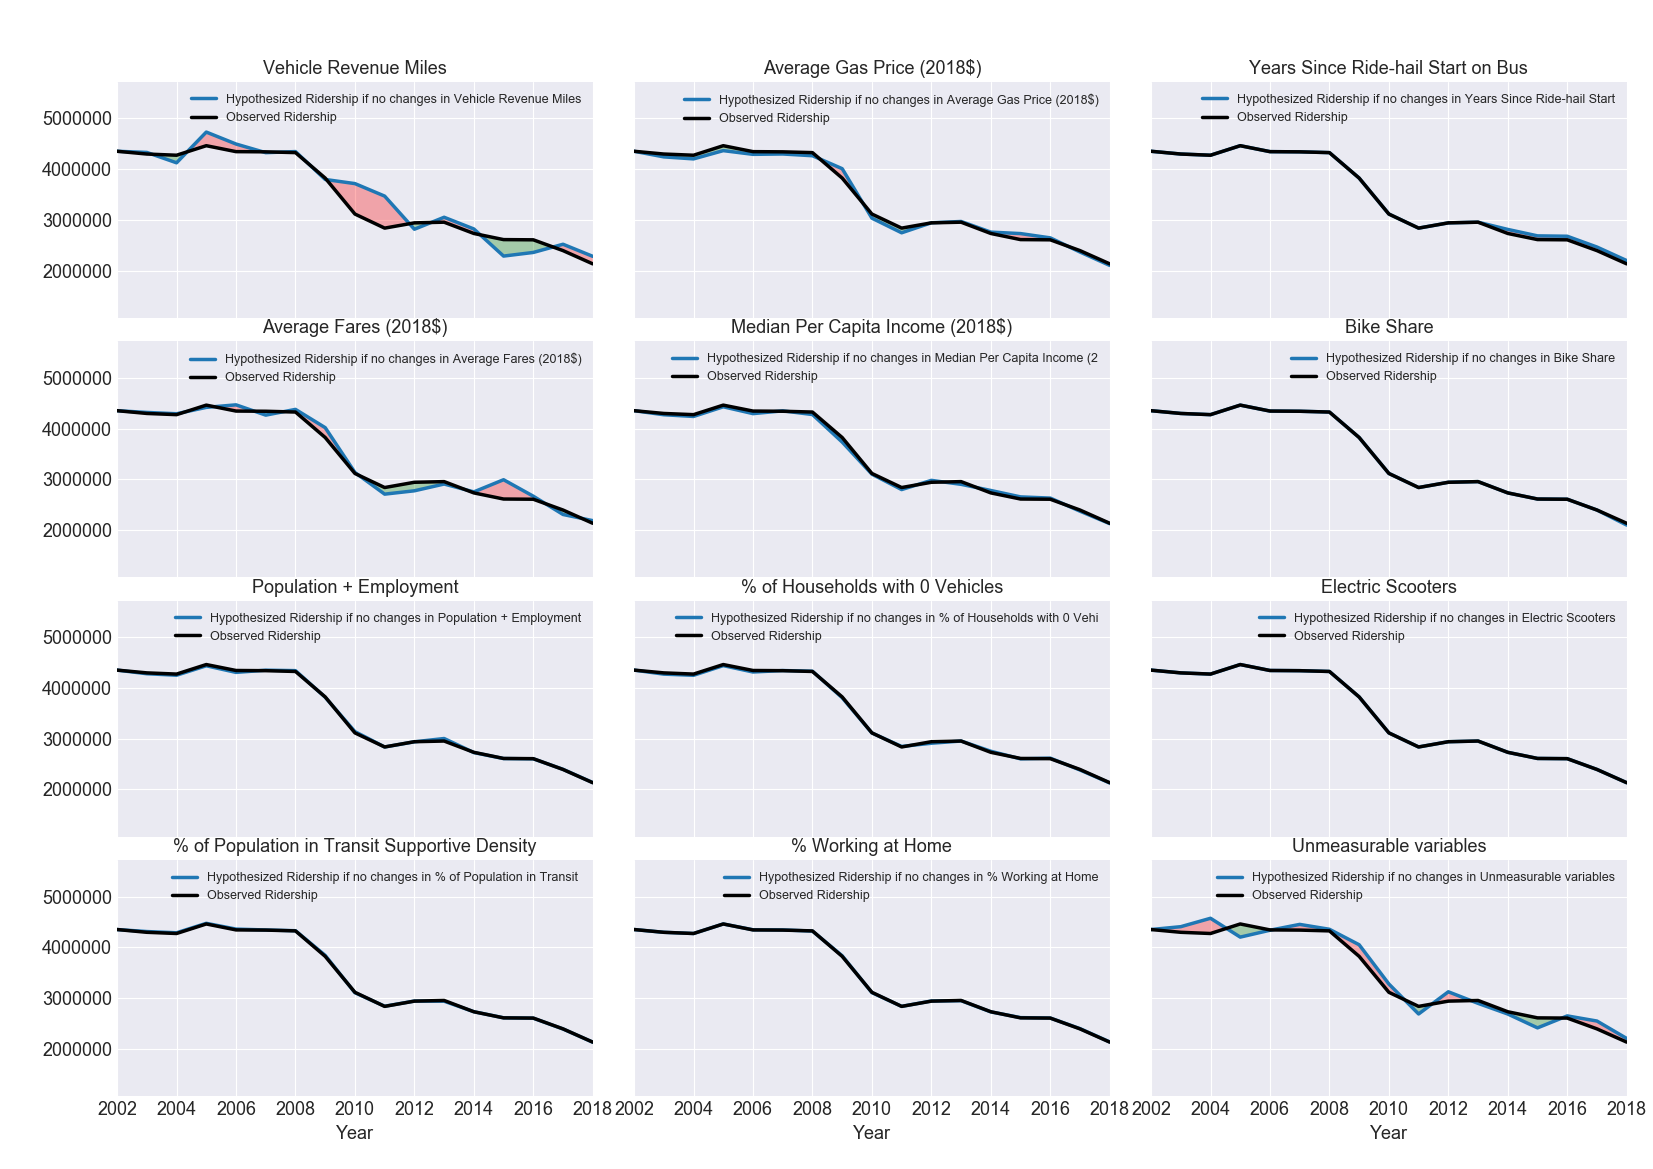 Vehicle Revenue Miles
Hypothesized Ridership if no changes in Vehicle Revenue Miles
Observed Ridership
5000000
4000000
3000000
2000000
Average Gas Price (2018$)
Hypothesized Ridership if no changes in Average Gas Price (2018$)
Observed Ridership
Years Since Ride-hail Start on Bus
Hypothesized Ridership if no changes in Years Since Ride-hail Start
Observed Ridership
Average Fares (2018$)
Hypothesized Ridership if no changes in Average Fares (2018$)
Observed Ridership
5000000
4000000
3000000
2000000
Median Per Capita Income (2018$)
Hypothesized Ridership if no changes in Median Per Capita Income (2
Observed Ridership
Bike Share
Hypothesized Ridership if no changes in Bike Share
Observed Ridership
Population + Employment
Hypothesized Ridership if no changes in Population + Employment
Observed Ridership
5000000
4000000
3000000
2000000
% of Households with 0 Vehicles
Hypothesized Ridership if no changes in % of Households with 0 Vehi
Observed Ridership
Electric Scooters
Hypothesized Ridership if no changes in Electric Scooters
Observed Ridership
% of Population in Transit Supportive Density
Hypothesized Ridership if no changes in % of Population in Transit
Observed Ridership
5000000
4000000
3000000
2000000
2002 2004 2006 2008 2010 2012 2014 2016 2018
Year
% Working at Home
Hypothesized Ridership if no changes in % Working at Home
Observed Ridership
2002 2004 2006 2008 2010 2012 2014 2016 2018
Year
Unmeasurable variables
Hypothesized Ridership if no changes in Unmeasurable variables
Observed Ridership
2002 2004 2006 2008 2010 2012 2014 2016 2018
Year